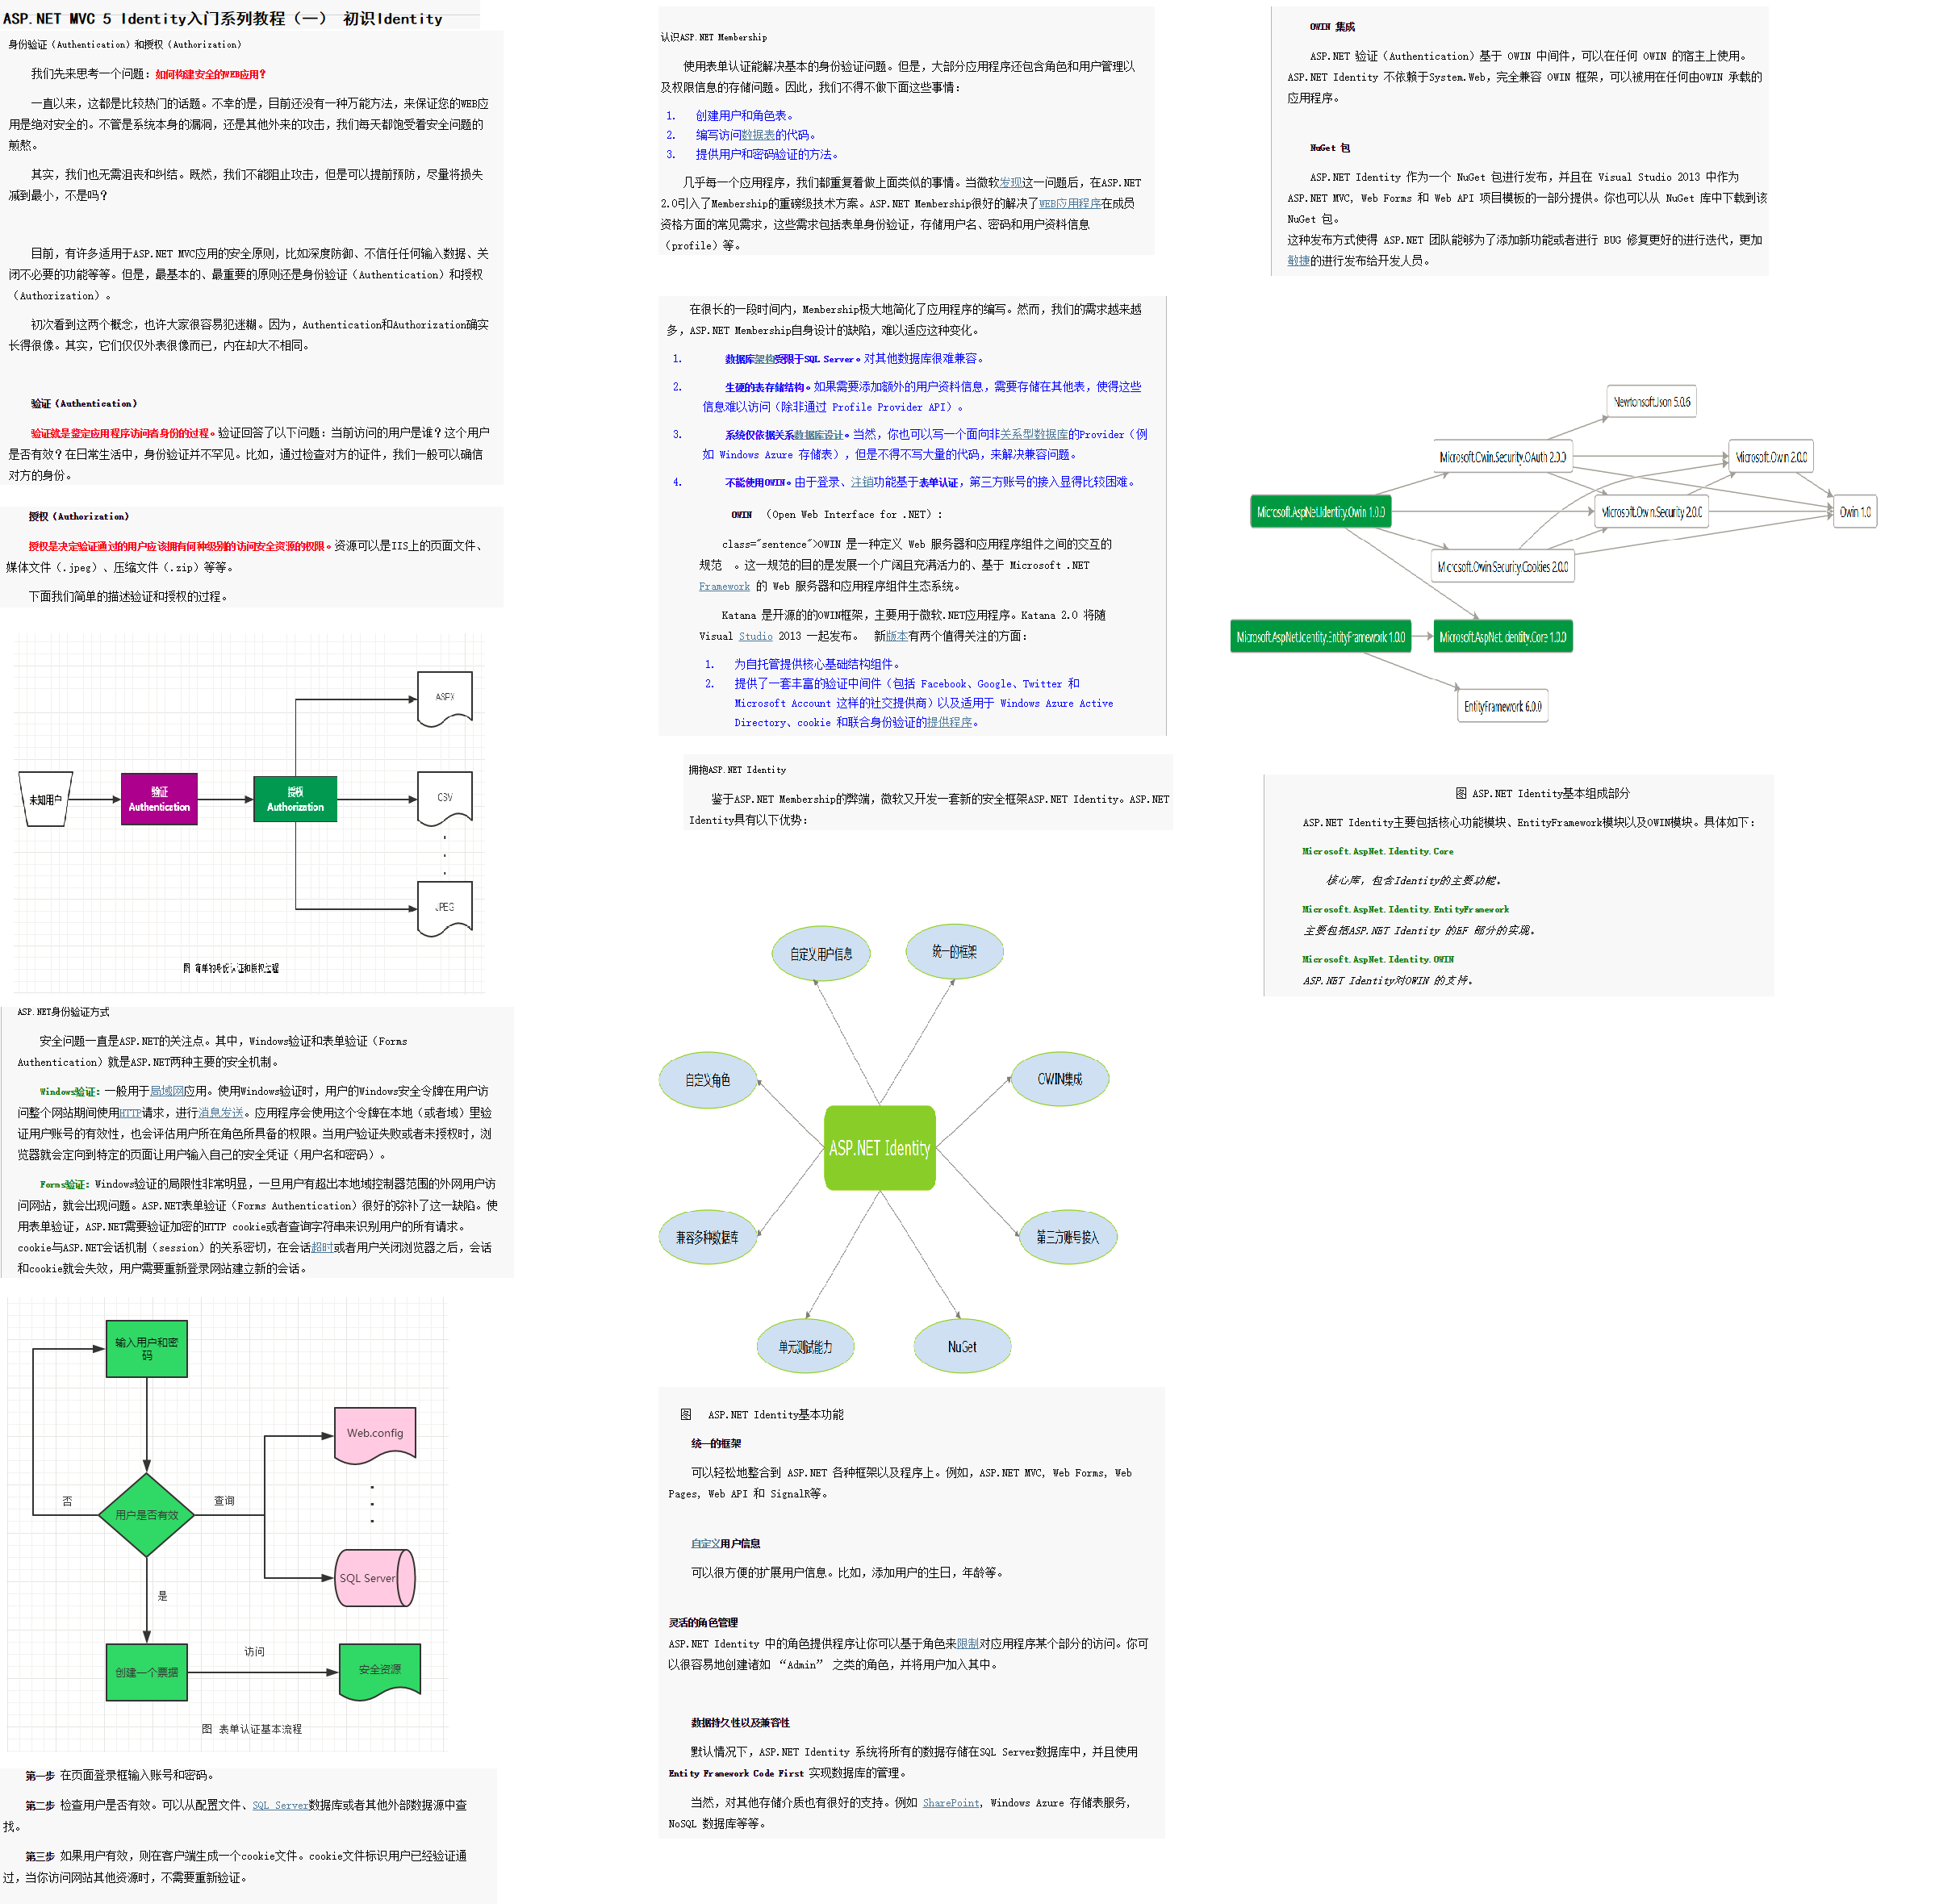 ASP.NET MVC 5 Identity入门系列教程（一） 初识Identity
身份验证（Authentication）和授权（Authorization）
我们先来思考一个问题：如何构建安全的WEB应用？
一直以来，这都是比较热门的话题。不幸的是，目前还没有一种万能方法，来保证您的WEB应
用是绝对安全的。不管是系统本身的漏洞，还是其他外来的攻击，我们每天都饱受着安全问题的
煎熬。
其实，我们也无需沮丧和纠结。既然，我们不能阻止攻击，但是可以提前预防，尽量将损失
减到最小，不是吗？
目前，有许多适用于ASP.NET MVC应用的安全原则，比如深度防御、不信任任何输入数据、关
闭不必要的功能等等。但是，最基本的、最重要的原则还是身份验证（Authentication）和授权
（Authorization）。
初次看到这两个概念，也许大家很容易犯迷糊。因为，Authentication和Authorization确实
长得很像。其实，它们仅仅外表很像而已，内在却大不相同。
验证（Authentication）
验证就是鉴定应用程序访问者身份的过程。验证回答了以下问题：当前访问的用户是谁？这个用户
是否有效？在日常生活中，身份验证并不罕见。比如，通过检查对方的证件，我们一般可以确信
对方的身份。
授权（Authorization）
授权是决定验证通过的用户应该拥有何种级别的访问安全资源的权限。资源可以是IIS上的页面文件、
媒体文件（.jpeg）、压缩文件（.zip）等等。
下面我们简单的描述验证和授权的过程。
ASPX
未知用户
验证
Authentication
授权
Authorization
CSV
JPEG
图 简单的身份认证和授权过程
ASP.NET身份验证方式
安全问题一直是ASP.NET的关注点。其中，Windows验证和表单验证（Forms
Authentication）就是ASP.NET两种主要的安全机制。
Windows验证：一般用于局域网应用。使用Windows验证时，用户的Windows安全令牌在用户访
问整个网站期间使用HTTP请求，进行消息发送。应用程序会使用这个令牌在本地（或者域）里验
证用户账号的有效性，也会评估用户所在角色所具备的权限。当用户验证失败或者未授权时，浏
览器就会定向到特定的页面让用户输入自己的安全凭证（用户名和密码）。
Forms验证：Windows验证的局限性非常明显，一旦用户有超出本地域控制器范围的外网用户访
问网站，就会出现问题。ASP.NET表单验证（Forms Authentication）很好的弥补了这一缺陷。使
用表单验证，ASP.NET需要验证加密的HTTP cookie或者查询字符串来识别用户的所有请求。
cookie与ASP.NET会话机制（session）的关系密切，在会话超时或者用户关闭浏览器之后，会话
和cookie就会失效，用户需要重新登录网站建立新的会话。
输入用户和密
码
Web.config
否
用户是否有效
查询
SQL Server
是
创建一个票据
访问
安全资源
图 表单认证基本流程
第一步 在页面登录框输入账号和密码。
第二步 检查用户是否有效。可以从配置文件、SQL Server数据库或者其他外部数据源中查
找。
第三步 如果用户有效，则在客户端生成一个cookie文件。cookie文件标识用户已经验证通
过，当你访问网站其他资源时，不需要重新验证。
认识ASP.NET Membership
使用表单认证能解决基本的身份验证问题。但是，大部分应用程序还包含角色和用户管理以
及权限信息的存储问题。因此，我们不得不做下面这些事情：
1. 创建用户和角色表。
2. 编写访问数据表的代码。
3. 提供用户和密码验证的方法。
几乎每一个应用程序，我们都重复着做上面类似的事情。当微软发现这一问题后，在ASP.NET
2.0引入了Membership的重磅级技术方案。ASP.NET Membership很好的解决了WEB应用程序在成员
资格方面的常见需求，这些需求包括表单身份验证，存储用户名、密码和用户资料信息
（profile）等。
在很长的一段时间内，Membership极大地简化了应用程序的编写。然而，我们的需求越来越
多，ASP.NET Membership自身设计的缺陷，难以适应这种变化。
1. 数据库架构受限于SQL Server。对其他数据库很难兼容。
2. 生硬的表存储结构。如果需要添加额外的用户资料信息，需要存储在其他表，使得这些
信息难以访问（除非通过 Profile Provider API）。
3. 系统仅依据关系数据库设计。当然，你也可以写一个面向非关系型数据库的Provider（例
如 Windows Azure 存储表），但是不得不写大量的代码，来解决兼容问题。
4. 不能使用OWIN。由于登录、注销功能基于表单认证，第三方账号的接入显得比较困难。
OWIN （Open Web Interface for .NET）：
class="sentence">OWIN 是一种定义 Web 服务器和应用程序组件之间的交互的
规范 。这一规范的目的是发展一个广阔且充满活力的、基于 Microsoft .NET
Framework 的 Web 服务器和应用程序组件生态系统。
Katana 是开源的的OWIN框架，主要用于微软.NET应用程序。Katana 2.0 将随
Visual Studio 2013 一起发布。 新版本有两个值得关注的方面：
1. 为自托管提供核心基础结构组件。
2. 提供了一套丰富的验证中间件（包括 Facebook、Google、Twitter 和
Microsoft Account 这样的社交提供商）以及适用于 Windows Azure Active
Directory、cookie 和联合身份验证的提供程序。
拥抱ASP.NET Identity
鉴于ASP.NET Membership的弊端，微软又开发一套新的安全框架ASP.NET Identity。ASP.NET
Identity具有以下优势：
自定义用户信息
统一的框架
自定义角色
OWIN集成
ASP.NET Identity
兼容多种数据库
第三方账号接入
单元测试能力
NuGet
图 ASP.NET Identity基本功能
统一的框架
可以轻松地整合到 ASP.NET 各种框架以及程序上。例如，ASP.NET MVC, Web Forms, Web
Pages, Web API 和 SignalR等。
自定义用户信息
可以很方便的扩展用户信息。比如，添加用户的生日，年龄等。
灵活的角色管理
ASP.NET Identity 中的角色提供程序让你可以基于角色来限制对应用程序某个部分的访问。你可
以很容易地创建诸如 “Admin” 之类的角色，并将用户加入其中。
数据持久性以及兼容性
默认情况下，ASP.NET Identity 系统将所有的数据存储在SQL Server数据库中，并且使用
Entity Framework Code First 实现数据库的管理。
当然，对其他存储介质也有很好的支持。例如 SharePoint, Windows Azure 存储表服务,
NoSQL 数据库等等。
OWIN 集成
ASP.NET 验证（Authentication）基于 OWIN 中间件，可以在任何 OWIN 的宿主上使用。
ASP.NET Identity 不依赖于System.Web，完全兼容 OWIN 框架，可以被用在任何由OWIN 承载的
应用程序。
NuGet 包
ASP.NET Identity 作为一个 NuGet 包进行发布，并且在 Visual Studio 2013 中作为
ASP.NET MVC, Web Forms 和 Web API 项目模板的一部分提供。你也可以从 NuGet 库中下载到该
NuGet 包。
这种发布方式使得 ASP.NET 团队能够为了添加新功能或者进行 BUG 修复更好的进行迭代，更加
敏捷的进行发布给开发人员。
Newtonsoft.Json 5.0.6
Microsoft.Owin.Security.OAuth 2.0.0
Microsoft.Owin 2.0.0
Microsoft.AspNet.Identity.Owin 1.0.0
Microsoft.Owin.Security 2.0.0
Owin 1.0
Microsoft.Owin.Security.Cookies 2.0.0
Microsoft.AspNet.Identity.EntityFramework 1.0.0
Microsoft.AspNet.Identity.Core 1.0.0
EntityFramework 6.0.0
图 ASP.NET Identity基本组成部分
ASP.NET Identity主要包括核心功能模块、EntityFramework模块以及OWIN模块。具体如下：
Microsoft.AspNet.Identity.Core
核心库，包含Identity的主要功能。
Microsoft.AspNet.Identity.EntityFramework
主要包括ASP.NET Identity 的EF 部分的实现。
Microsoft.AspNet.Identity.OWIN
ASP.NET Identity对OWIN 的支持。